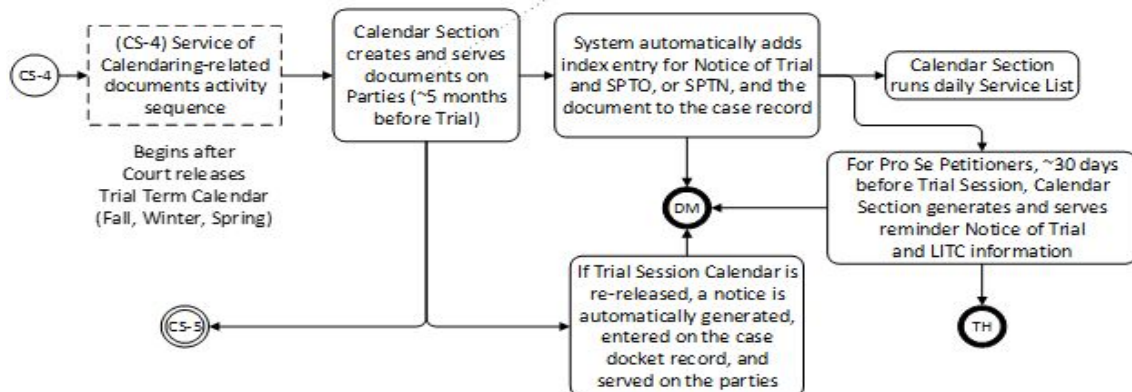 CS-4
(CS-4) Service of
Calendaring-related
documents activity
sequence
Begins after
Court releases
Trial Term Calendar
(Fall, Winter, Spring)
Calendar Section
creates and serves
documents on
Parties (~5 months
before Trial)
System automatically adds
index entry for Notice of Trial
and SPTO, or SPTN, and the
document to the case record
Calendar Section
runs daily Service List
For Pro Se Petitioners, ~30 days
before Trial Session, Calendar
Section generates and serves
reminder Notice of Trial
and LITC information
DM
If Trial Session Calendar is
re-released, a notice is
automatically generated,
entered on the case
docket record, and
served on the parties
CS-5
TH